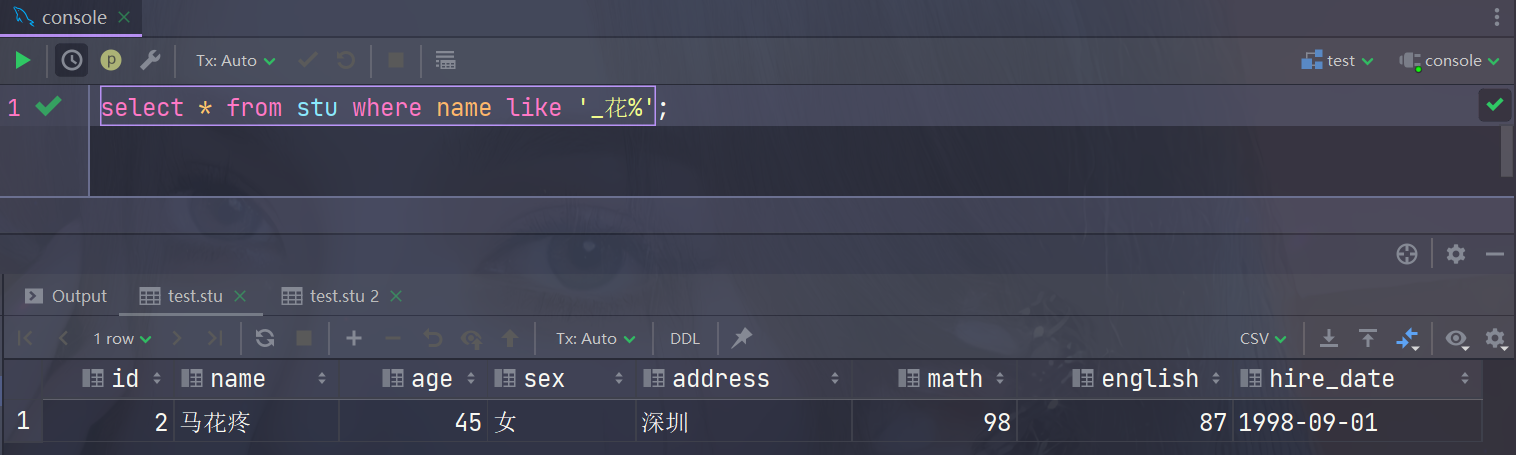 console
Tx: Auto
test
console
1
select * from stu where name like '_花%';
Output
test.stu
test.stu 2
1 row
Tx: Auto
DDL
CSV
id name age sex address math english hire_date
1 2 马花疼 45 女 深圳 98 87 1998-09-01